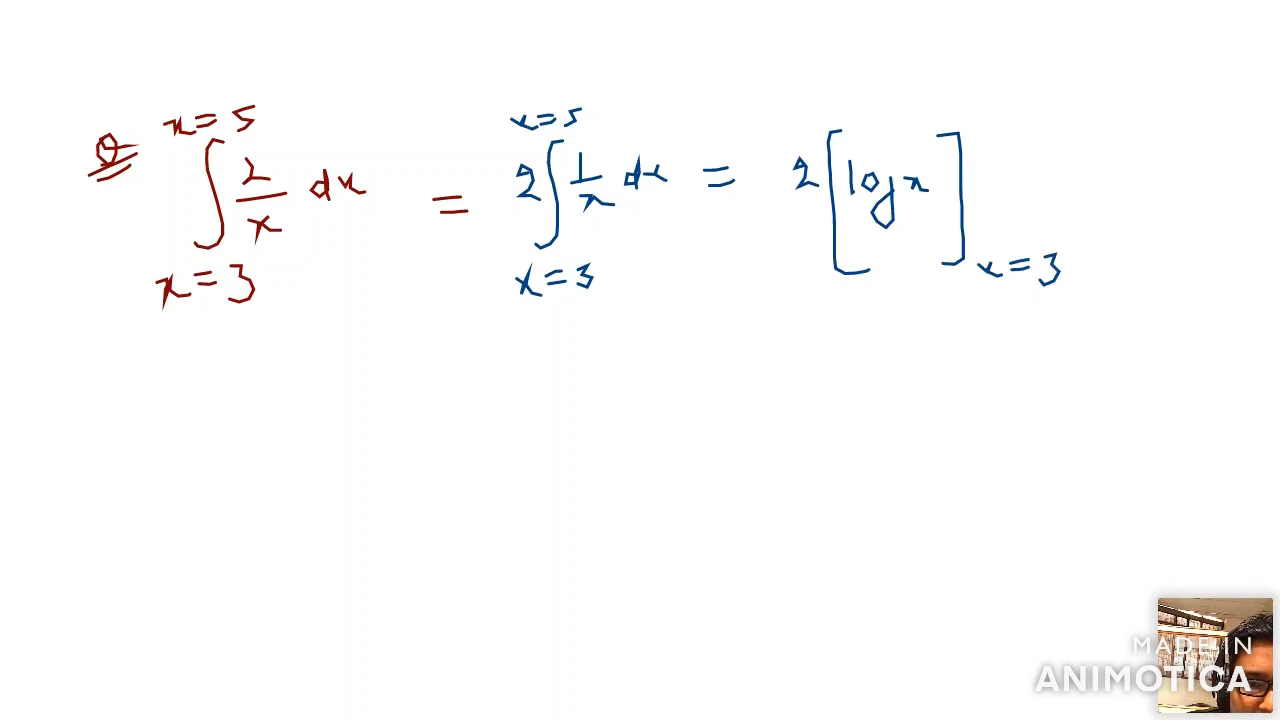 Q ∫_{x=3}^{x=5} 2/x dx = 2 ∫_{x=3}^{x=5} 1/x dx = 2 [log x]_{x=3}
MADE IN
ANIMOTICA